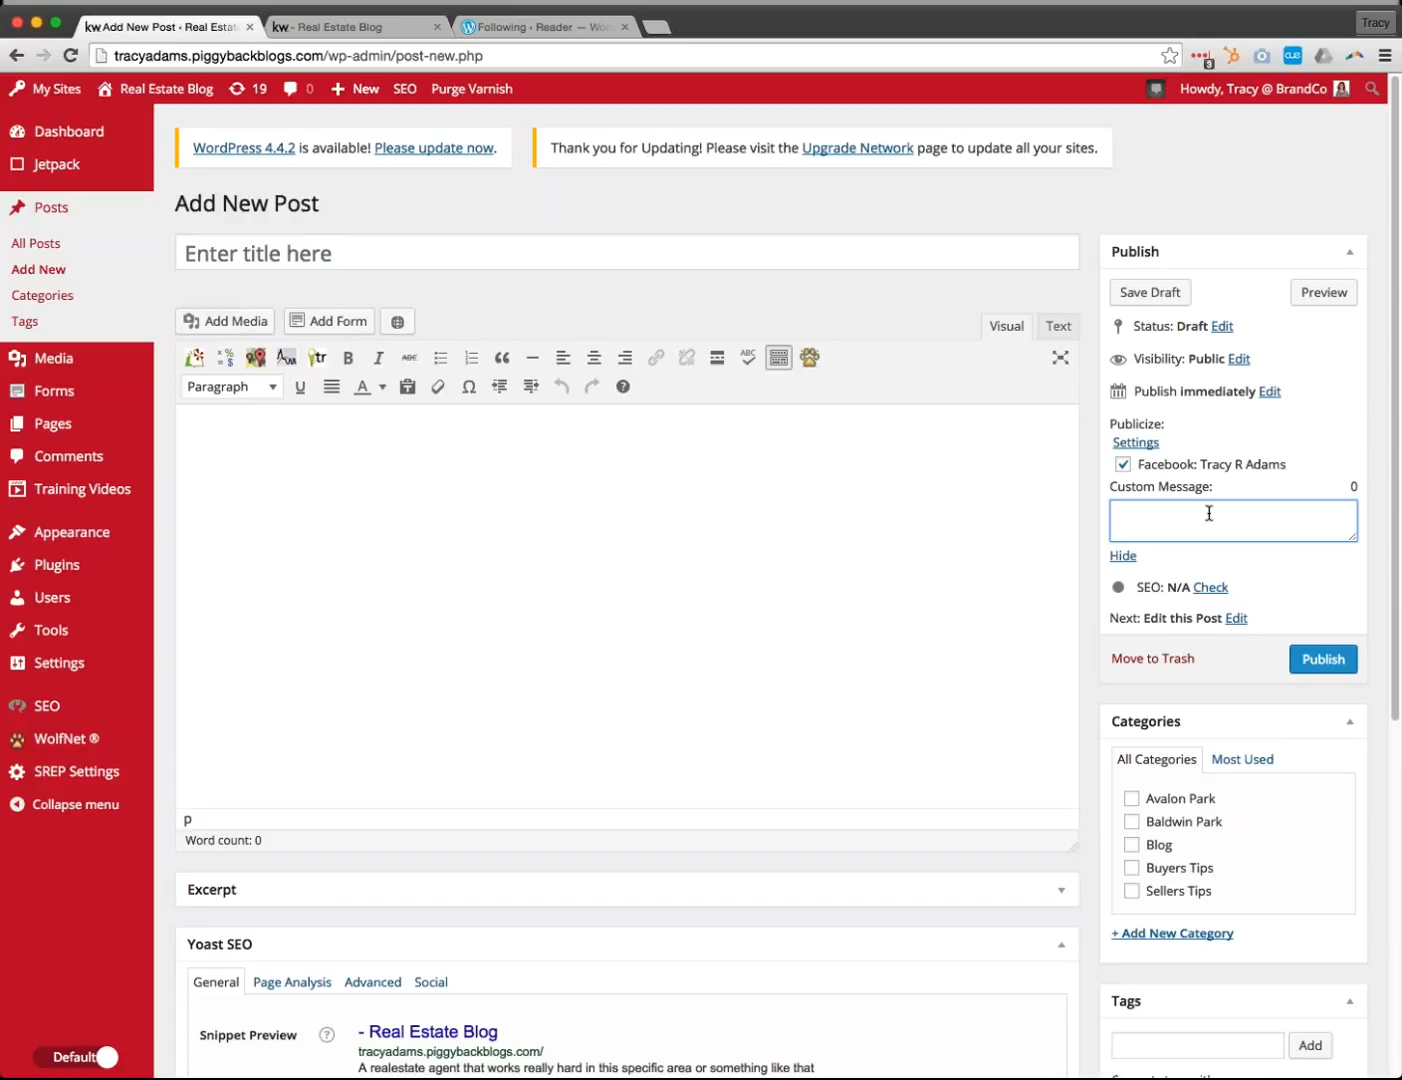 kw Add New Post ‹ Real Estat
kw - Real Estate Blog
Following ‹ Reader — Wor
Tracy
tracyadams.piggybackblogs.com/wp-admin/post-new.php
3
CUE
My Sites
Real Estate Blog
19
0
New
SEO
Purge Varnish
Howdy, Tracy @ BrandCo
Dashboard
Jetpack
Posts
All Posts
Add New
Categories
Tags
Media
Forms
Pages
Comments
Training Videos
Appearance
Plugins
Users
Tools
Settings
SEO
WolfNet ®
SREP Settings
Collapse menu
Default
WordPress 4.4.2 is available! Please update now.
Thank you for Updating! Please visit the Upgrade Network page to update all your sites.
Add New Post
Enter title here
Add Media
Add Form
Visual
Text
tr
B
I
ABC
ABC
Paragraph
U
A
Ω
p
Word count: 0
Excerpt
Yoast SEO
General
Page Analysis
Advanced
Social
Snippet Preview
- Real Estate Blog
tracyadams.piggybackblogs.com/
A realestate agent that works really hard in this specific area or something like that
Publish
Save Draft
Preview
Status: Draft Edit
Visibility: Public Edit
Publish immediately Edit
Publicize:
Settings
Facebook: Tracy R Adams
Custom Message: 0
Hide
SEO: N/A Check
Next: Edit this Post Edit
Move to Trash
Publish
Categories
All Categories
Most Used
Avalon Park
Baldwin Park
Blog
Buyers Tips
Sellers Tips
+ Add New Category
Tags
Add